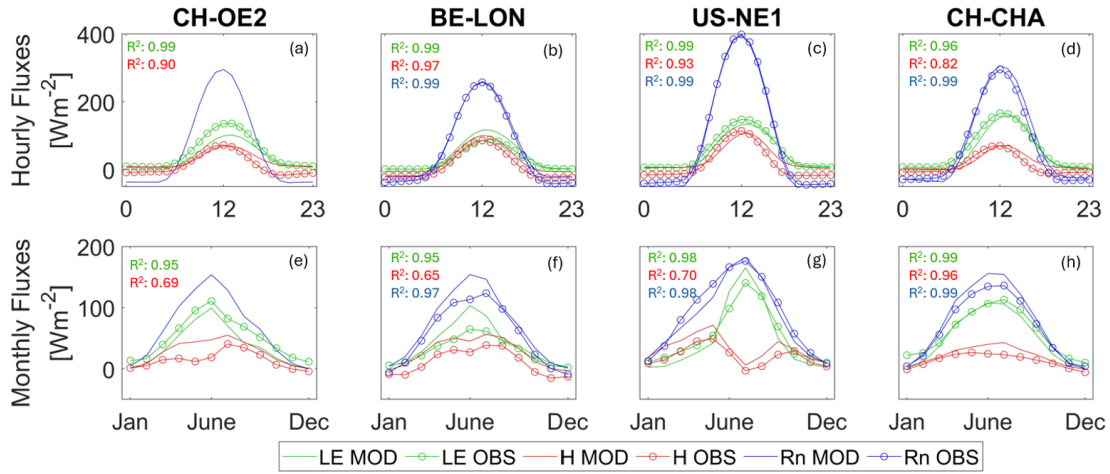 CH-OE2 BE-LON US-NE1 CH-CHA
Hourly Fluxes
[Wm-2]
400
200
0
R²: 0.99
R²: 0.90
(a)
0 12 23
R²: 0.99
R²: 0.97
R²: 0.99
(b)
0 12 23
R²: 0.99
R²: 0.93
R²: 0.99
(c)
0 12 23
R²: 0.96
R²: 0.82
R²: 0.99
(d)
0 12 23
Monthly Fluxes
[Wm-2]
200
100
0
R²: 0.95
R²: 0.69
(e)
Jan June Dec
R²: 0.95
R²: 0.65
R²: 0.97
(f)
Jan June Dec
R²: 0.98
R²: 0.70
R²: 0.98
(g)
Jan June Dec
R²: 0.99
R²: 0.96
R²: 0.99
(h)
Jan June Dec
LE MOD LE OBS H MOD H OBS Rn MOD Rn OBS